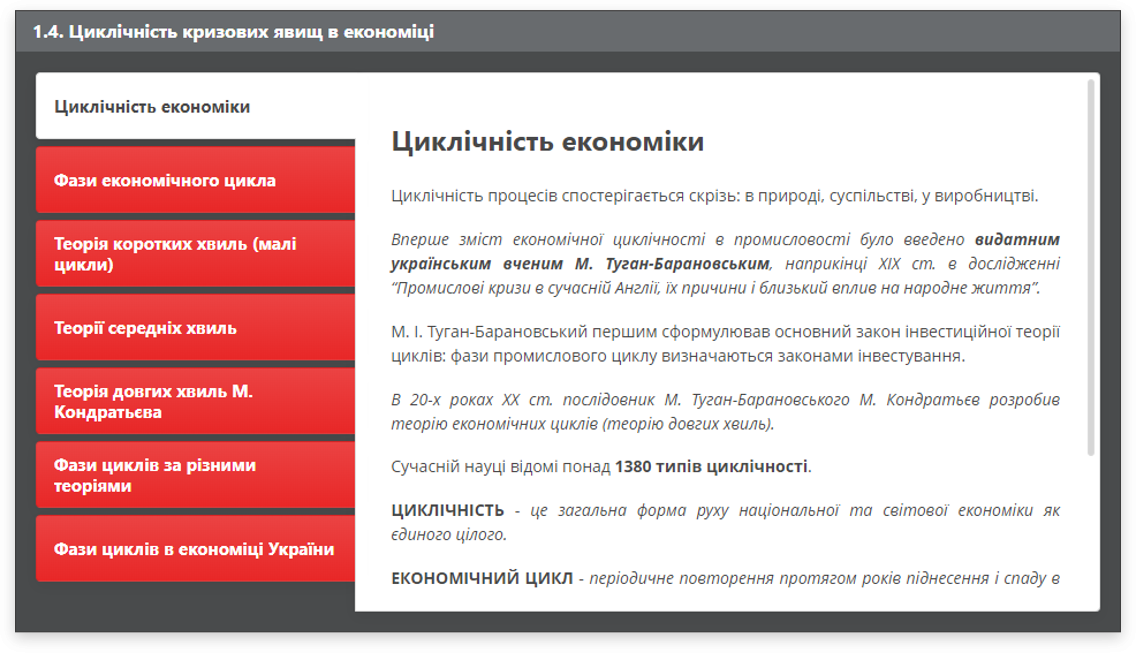 1.4. Циклічність кризових явищ в економіці
Циклічність економіки
Фази економічного цикла
Теорія коротких хвиль (малі
цикли)
Теорії середніх хвиль
Теорія довгих хвиль М.
Кондратьєва
Фази циклів за різними
теоріями
Фази циклів в економіці України
Циклічність економіки
Циклічність процесів спостерігається скрізь: в природі, суспільстві, у виробництві.
Вперше зміст економічної циклічності в промисловості було введено видатним
українським вченим М. Туган-Барановським, наприкінці XIX ст. в дослідженні
“Промислові кризи в сучасній Англії, їх причини і близький вплив на народне життя”.
М. І. Туган-Барановський першим сформулював основний закон інвестиційної теорії
циклів: фази промислового циклу визначаються законами інвестування.
В 20-х роках XX ст. послідовник М. Туган-Барановського М. Кондратьєв розробив
теорію економічних циклів (теорію довгих хвиль).
Сучасній науці відомі понад 1380 типів циклічності.
ЦИКЛІЧНІСТЬ - це загальна форма руху національної та світової економіки як
єдиного цілого.
ЕКОНОМІЧНИЙ ЦИКЛ - періодичне повторення протягом років піднесення і спаду в